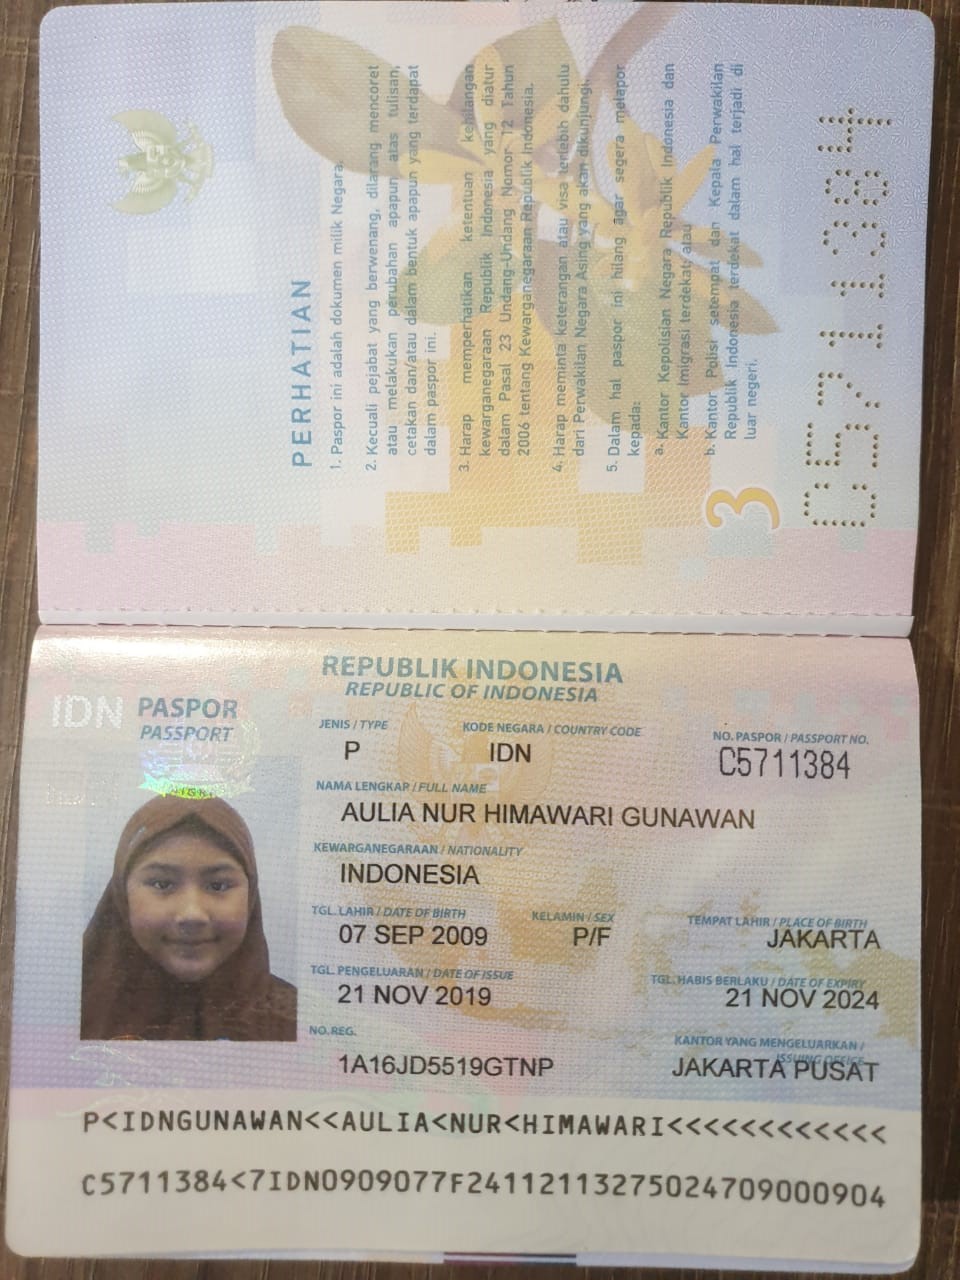 PERHATIAN
1. Paspor ini adalah dokumen milik Negara.
2. Kecuali pejabat yang berwenang, dilarang mencoret
atau melakukan perubahan apapun atas tulisan,
cetakan dan/atau dalam bentuk apapun yang terdapat
dalam paspor ini.
3. Harap memperhatikan ketentuan kehilangan
kewarganegaraan Republik Indonesia yang diatur
dalam Pasal 23 Undang-Undang Nomor 12 Tahun
2006 tentang Kewarganegaraan Republik Indonesia.
4. Harap meminta keterangan atau visa terlebih dahulu
dari Perwakilan Negara Asing yang akan dikunjungi.
5. Dalam hal paspor ini hilang agar segera melapor
kepada:
a. Kantor Kepolisian Negara Republik Indonesia dan
Kantor Imigrasi terdekat; atau
b. Kantor Polisi setempat dan Kepala Perwakilan
Republik Indonesia terdekat dalam hal terjadi di
luar negeri.
3
C5711384
REPUBLIK INDONESIA
REPUBLIC OF INDONESIA
IDN PASPOR
PASSPORT
JENIS / TYPE KODE NEGARA / COUNTRY CODE NO. PASPOR / PASSPORT NO.
P IDN C5711384
NAMA LENGKAP / FULL NAME
AULIA NUR HIMAWARI GUNAWAN
KEWARGANEGARAAN / NATIONALITY
INDONESIA
TGL. LAHIR / DATE OF BIRTH KELAMIN / SEX TEMPAT LAHIR / PLACE OF BIRTH
07 SEP 2009 P/F JAKARTA
TGL. PENGELUARAN / DATE OF ISSUE TGL. HABIS BERLAKU / DATE OF EXPIRY
21 NOV 2019 21 NOV 2024
NO. REG. KANTOR YANG MENGELUARKAN /
ISSUING OFFICE
1A16JD5519GTNP JAKARTA PUSAT
P<IDNGUNAWAN<<AULIA<NUR<HIMAWARI<<<<<<<<<<<<
C5711384<7IDN0909077F24112113275024709000904